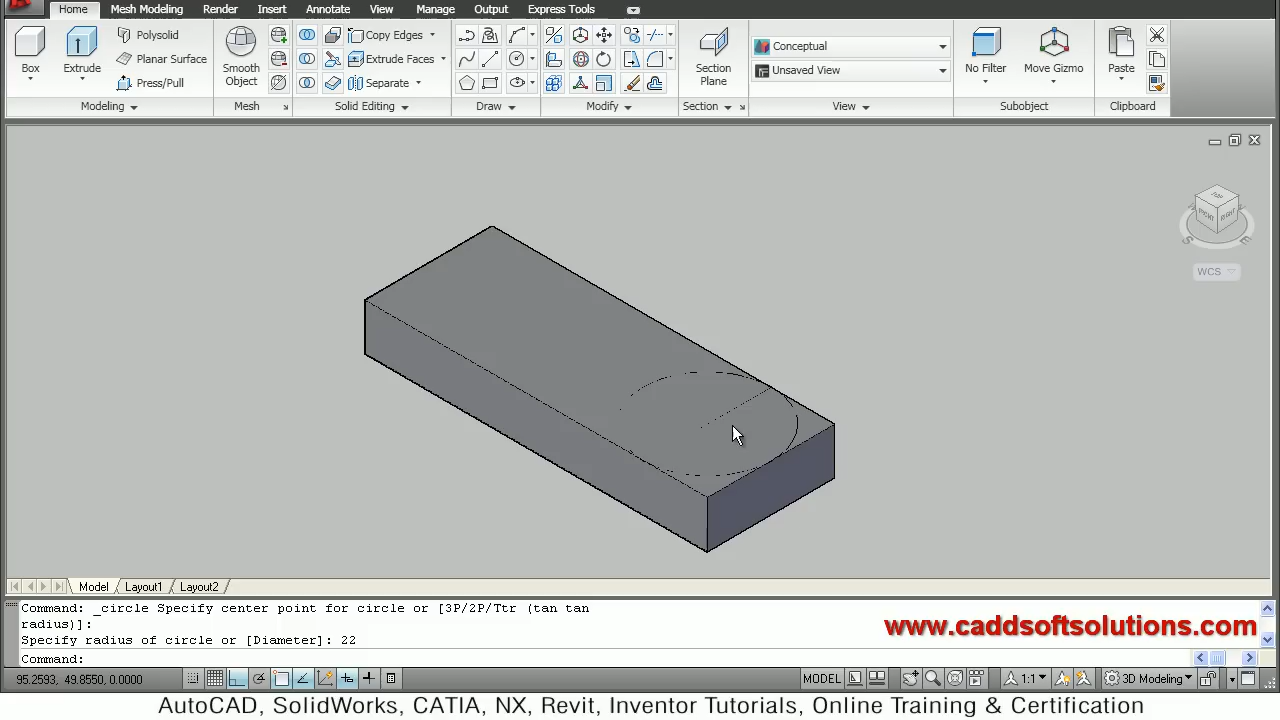 Home Mesh Modeling Render Insert Annotate View Manage Output Express Tools
Polysolid Copy Edges Conceptual
Box Extrude Planar Surface Smooth Object Extrude Faces Section Plane Unsaved View No Filter Move Gizmo Paste
Press/Pull Separate
Modeling Mesh Solid Editing Draw Modify Section View Subobject Clipboard
TOP
FRONT RIGHT
S
WCS
Model Layout1 Layout2
Command: _circle Specify center point for circle or [3P/2P/Ttr (tan tan
radius)]:
www.caddsoftsolutions.com
Specify radius of circle or [Diameter]: 22
Command:
95.2593, 49.8550, 0.0000 MODEL 1:1 3D Modeling
AutoCAD, SolidWorks, CATIA, NX, Revit, Inventor Tutorials, Online Training & Certification